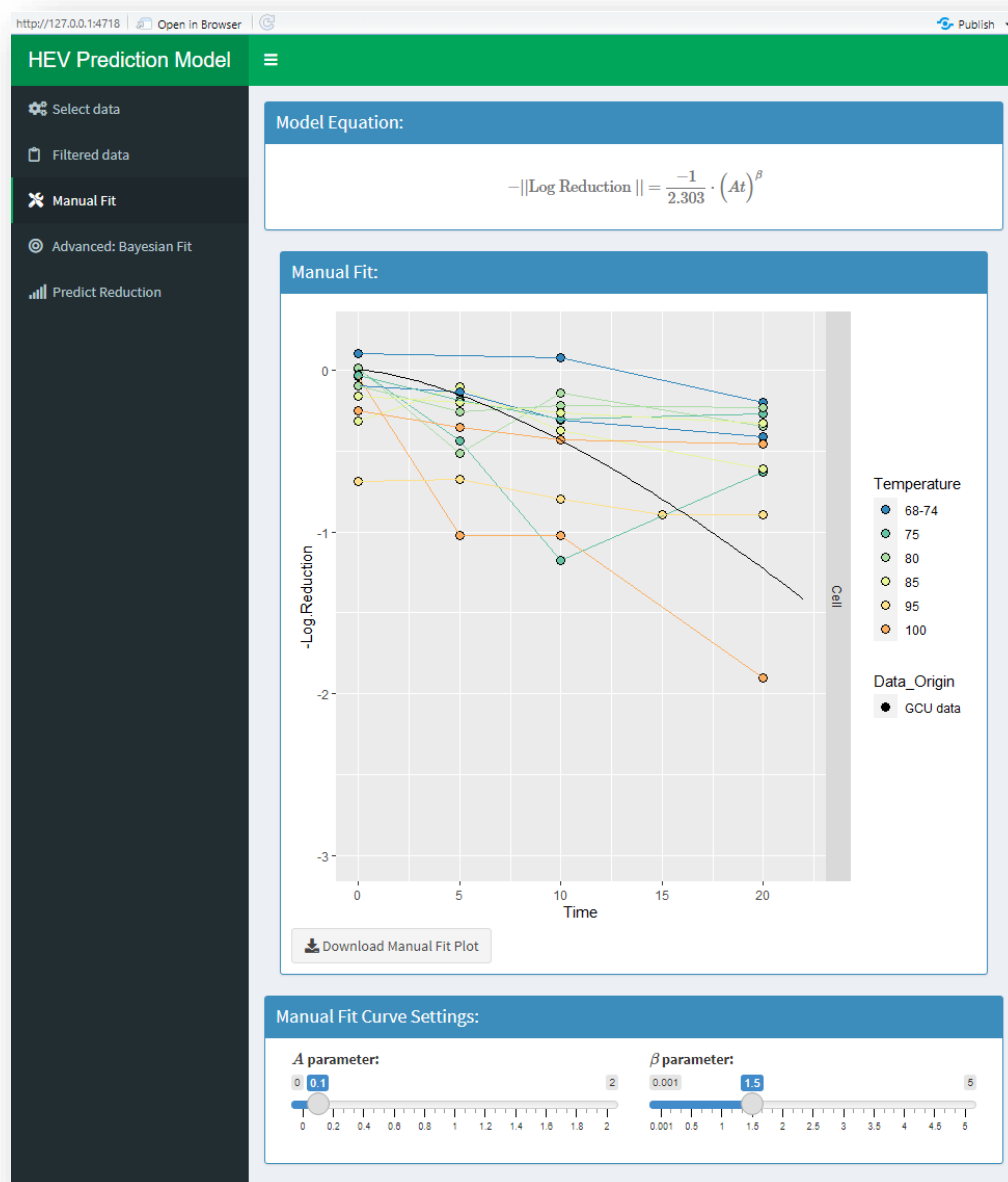 http://127.0.0.1:4718 Open in Browser Publish
HEV Prediction Model
Select data
Filtered data
Manual Fit
Advanced: Bayesian Fit
Predict Reduction
Model Equation:
−||Log Reduction || = −1/2.303 · (At)^β
Manual Fit:
0
-1
-2
-3
-Log.Reduction
0 5 10 15 20
Time
Cell
Temperature
68-74
75
80
85
95
100
Data_Origin
GCU data
Download Manual Fit Plot
Manual Fit Curve Settings:
A parameter:
0 0.1 2
0 0.2 0.4 0.6 0.8 1 1.2 1.4 1.6 1.8 2
β parameter:
0.001 1.5 5
0.001 0.5 1 1.5 2 2.5 3 3.5 4 4.5 5